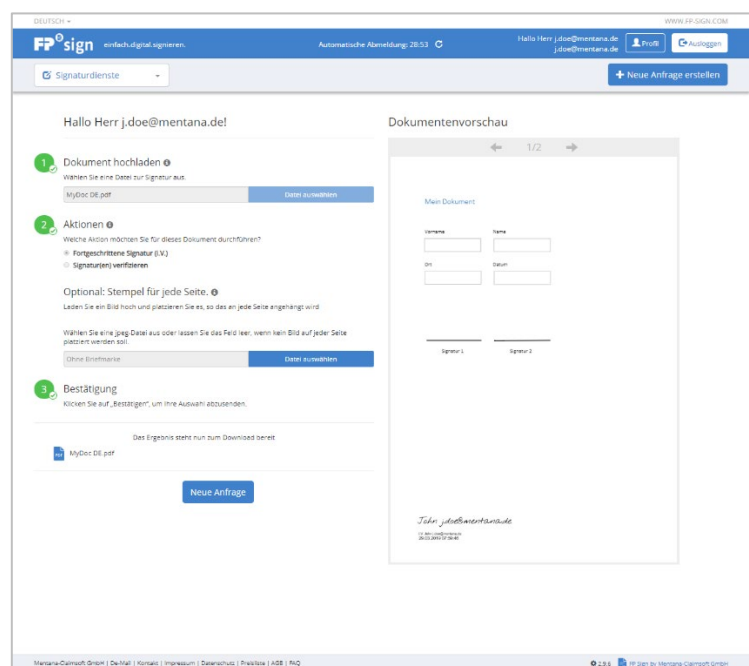 DEUTSCH
WWW.FP-SIGN.COM
FP sign einfach.digital.signieren.
Automatische Abmeldung: 28:53
Hallo Herr j.doe@mentana.de
j.doe@mentana.de
Profil
Ausloggen
Signaturdienste
+ Neue Anfrage erstellen
Hallo Herr j.doe@mentana.de!
1 Dokument hochladen
Wählen Sie eine Datei zur Signatur aus.
MyDoc DE.pdf
Datei auswählen
2 Aktionen
Welche Aktion möchten Sie für dieses Dokument durchführen?
Fortgeschrittene Signatur (i.V.)
Signatur(en) verifizieren
Optional: Stempel für jede Seite.
Laden Sie ein Bild hoch und platzieren Sie es, so das an jede Seite angehängt wird
Wählen Sie eine jpeg-Datei aus oder lassen Sie das Feld leer, wenn kein Bild auf jeder Seite
platziert werden soll.
Ohne Briefmarke
Datei auswählen
3 Bestätigung
Klicken Sie auf „Bestätigen“, um Ihre Auswahl abzusenden.
Das Ergebnis steht nun zum Download bereit
MyDoc DE.pdf
Neue Anfrage
Dokumentenvorschau
1/2
Mein Dokument
Vorname
Name
Ort
Datum
Signatur 1
Signatur 2
John j.doe@mentana.de
Mentana-Claimsoft GmbH | De-Mail | Kontakt | Impressum | Datenschutz | Preisliste | AGB | FAQ
2.9.6
FP Sign by Mentana-Claimsoft GmbH